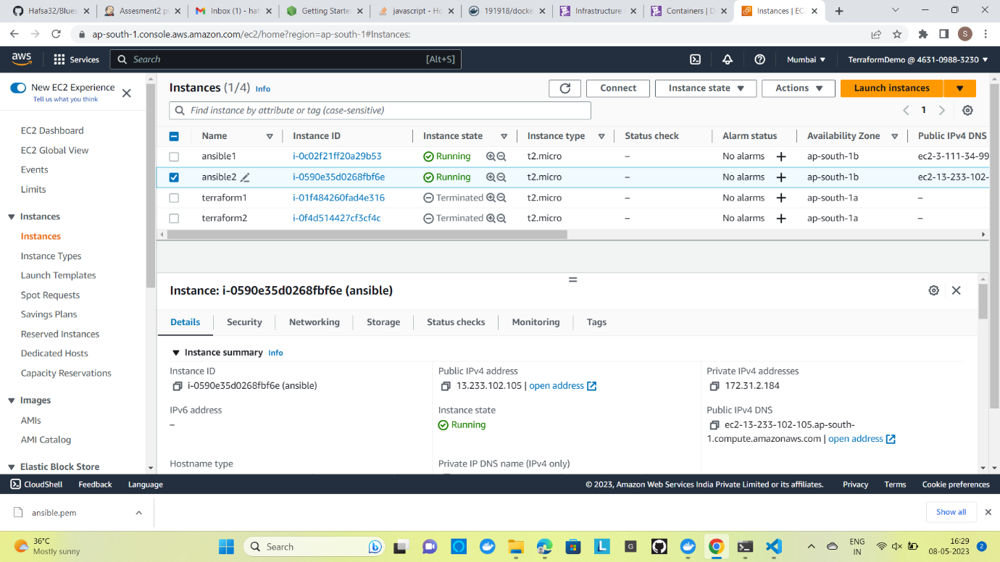 Hafsa32/Blues
Assesment2 p
Inbox (1) - haf
Getting Starte
javascript - Ho
191918/docke
Infrastructure
Containers | D
Instances | EC
ap-south-1.console.aws.amazon.com/ec2/home?region=ap-south-1#Instances:
S
aws
Services
Search
[Alt+S]
Mumbai
TerraformDemo @ 4631-0988-3230
New EC2 Experience
Tell us what you think
EC2 Dashboard
EC2 Global View
Events
Limits
Instances
Instances
Instance Types
Launch Templates
Spot Requests
Savings Plans
Reserved Instances
Dedicated Hosts
Capacity Reservations
Images
AMIs
AMI Catalog
Elastic Block Store
Instances (1/4) Info
Connect
Instance state
Actions
Launch instances
Find instance by attribute or tag (case-sensitive)
1
Name Instance ID Instance state Instance type Status check Alarm status Availability Zone Public IPv4 DNS
ansible1 i-0c02f21ff20a29b53 Running t2.micro – No alarms + ap-south-1b ec2-3-111-34-99
ansible2 i-0590e35d0268fbf6e Running t2.micro – No alarms + ap-south-1b ec2-13-233-102-
terraform1 i-01f484260fad4e316 Terminated t2.micro – No alarms + ap-south-1a –
terraform2 i-0f4d514427cf3cf4c Terminated t2.micro – No alarms + ap-south-1a –
Instance: i-0590e35d0268fbf6e (ansible)
Details Security Networking Storage Status checks Monitoring Tags
Instance summary Info
Instance ID
i-0590e35d0268fbf6e (ansible)
Public IPv4 address
13.233.102.105 | open address
Private IPv4 addresses
172.31.2.184
IPv6 address
–
Instance state
Running
Public IPv4 DNS
ec2-13-233-102-105.ap-south-
1.compute.amazonaws.com | open address
Hostname type
Private IP DNS name (IPv4 only)
CloudShell Feedback Language
© 2023, Amazon Web Services India Private Limited or its affiliates. Privacy Terms Cookie preferences
ansible.pem
Show all
36°C
Mostly sunny
Search
L
G
ENG
IN
16:29
08-05-2023
2